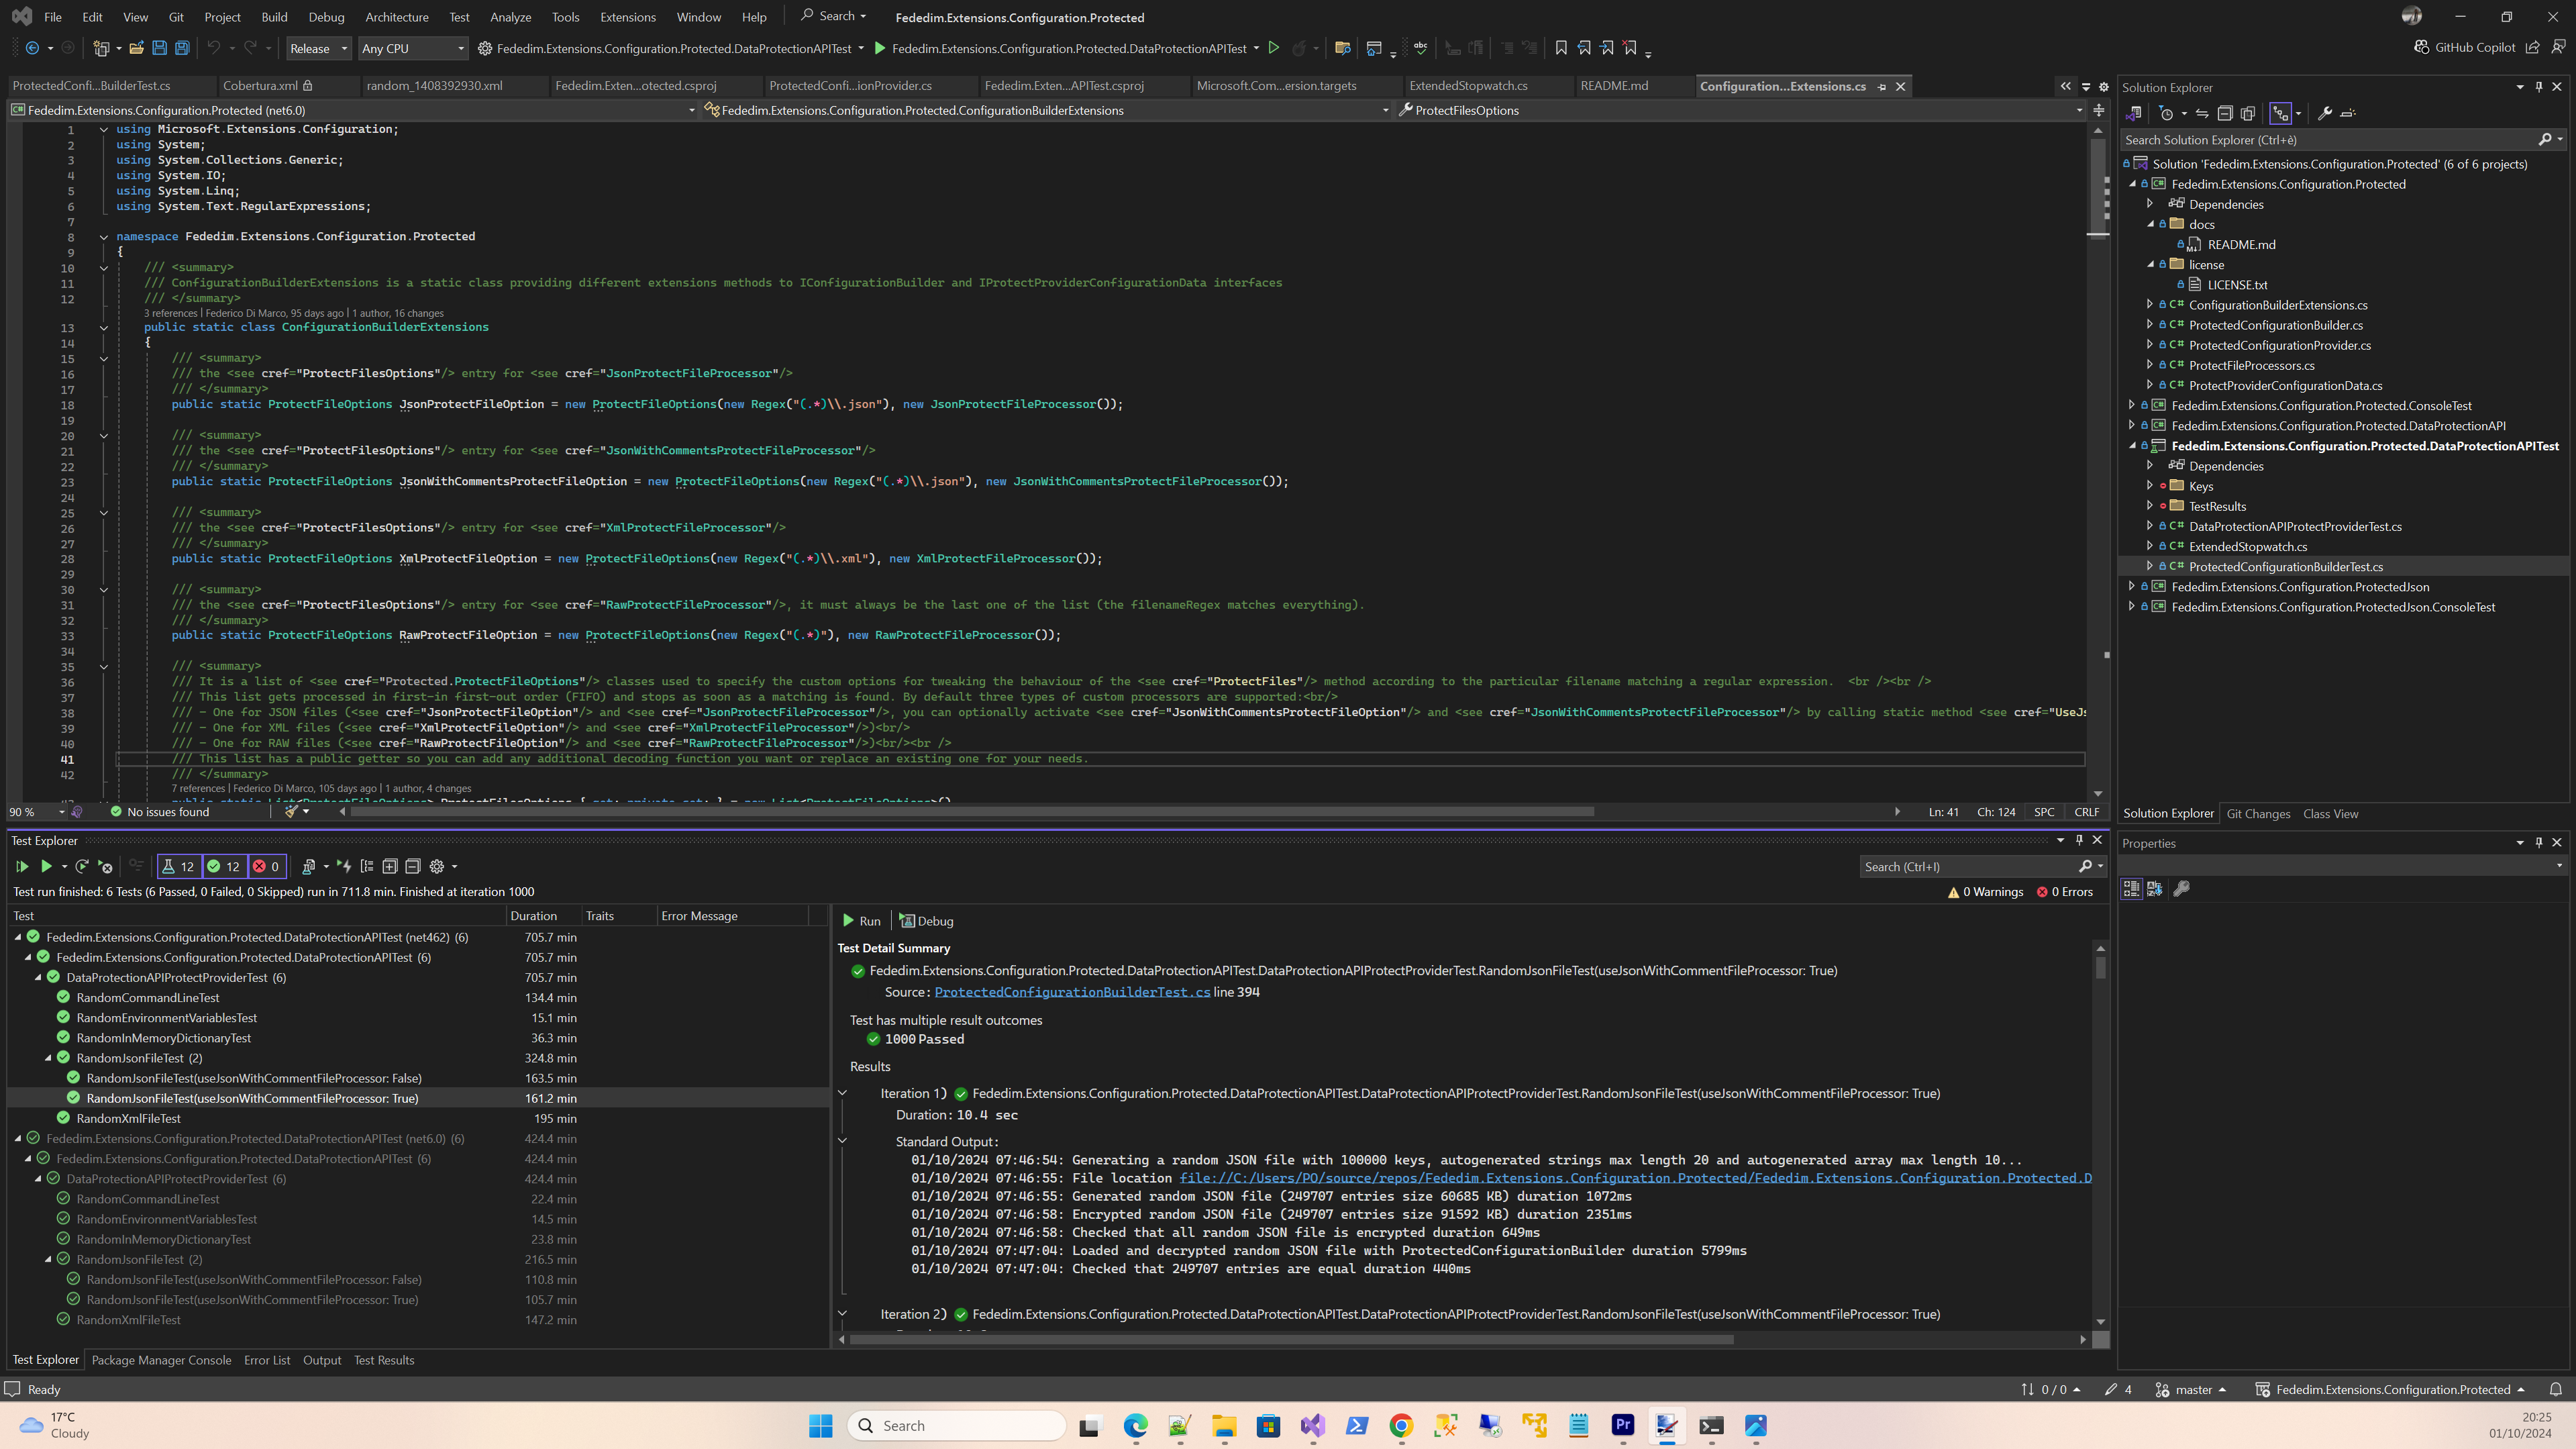 File Edit View Git Project Build Debug Architecture Test Analyze Tools Extensions Window Help Search Fededim.Extensions.Configuration.Protected
Release Any CPU Fededim.Extensions.Configuration.Protected.DataProtectionAPITest Fededim.Extensions.Configuration.Protected.DataProtectionAPITest GitHub Copilot
ProtectedConfi...BuilderTest.cs Cobertura.xml random_1408392930.xml Fededim.Exten...otected.csproj ProtectedConfi...ionProvider.cs Fededim.Exten...APITest.csproj Microsoft.Com...ersion.targets ExtendedStopwatch.cs README.md Configuration...Extensions.cs
Fededim.Extensions.Configuration.Protected (net6.0) Fededim.Extensions.Configuration.Protected.ConfigurationBuilderExtensions ProtectFilesOptions
1 using Microsoft.Extensions.Configuration;
2 using System;
3 using System.Collections.Generic;
4 using System.IO;
5 using System.Linq;
6 using System.Text.RegularExpressions;
7
8 namespace Fededim.Extensions.Configuration.Protected
9 {
10 /// <summary>
11 /// ConfigurationBuilderExtensions is a static class providing different extensions methods to IConfigurationBuilder and IProtectProviderConfigurationData interfaces
12 /// </summary>
3 references | Federico Di Marco, 95 days ago | 1 author, 16 changes
13 public static class ConfigurationBuilderExtensions
14 {
15 /// <summary>
16 /// the <see cref="ProtectFilesOptions"/> entry for <see cref="JsonProtectFileProcessor"/>
17 /// </summary>
18 public static ProtectFileOptions JsonProtectFileOption = new ProtectFileOptions(new Regex("(.*)\\.json"), new JsonProtectFileProcessor());
19
20 /// <summary>
21 /// the <see cref="ProtectFilesOptions"/> entry for <see cref="JsonWithCommentsProtectFileProcessor"/>
22 /// </summary>
23 public static ProtectFileOptions JsonWithCommentsProtectFileOption = new ProtectFileOptions(new Regex("(.*)\\.json"), new JsonWithCommentsProtectFileProcessor());
24
25 /// <summary>
26 /// the <see cref="ProtectFilesOptions"/> entry for <see cref="XmlProtectFileProcessor"/>
27 /// </summary>
28 public static ProtectFileOptions XmlProtectFileOption = new ProtectFileOptions(new Regex("(.*)\\.xml"), new XmlProtectFileProcessor());
29
30 /// <summary>
31 /// the <see cref="ProtectFilesOptions"/> entry for <see cref="RawProtectFileProcessor"/>, it must always be the last one of the list (the filenameRegex matches everything).
32 /// </summary>
33 public static ProtectFileOptions RawProtectFileOption = new ProtectFileOptions(new Regex("(.*)"), new RawProtectFileProcessor());
34
35 /// <summary>
36 /// It is a list of <see cref="Protected.ProtectFileOptions"/> classes used to specify the custom options for tweaking the behaviour of the <see cref="ProtectFiles"/> method according to the particular filename matching a regular expression. <br /><br />
37 /// This list gets processed in first-in first-out order (FIFO) and stops as soon as a matching is found. By default three types of custom processors are supported:<br/>
38 /// - One for JSON files (<see cref="JsonProtectFileOption"/> and <see cref="JsonProtectFileProcessor"/>, you can optionally activate <see cref="JsonWithCommentsProtectFileOption"/> and <see cref="JsonWithCommentsProtectFileProcessor"/> by calling static method <see cref="UseJs
39 /// - One for XML files (<see cref="XmlProtectFileOption"/> and <see cref="XmlProtectFileProcessor"/>)<br/>
40 /// - One for RAW files (<see cref="RawProtectFileOption"/> and <see cref="RawProtectFileProcessor"/>)<br/><br />
41 /// This list has a public getter so you can add any additional decoding function you want or replace an existing one for your needs.
42 /// </summary>
7 references | Federico Di Marco, 105 days ago | 1 author, 4 changes
90 % No issues found Ln: 41 Ch: 124 SPC CRLF
Solution Explorer
Search Solution Explorer (Ctrl+è)
Solution 'Fededim.Extensions.Configuration.Protected' (6 of 6 projects)
Fededim.Extensions.Configuration.Protected
Dependencies
docs
README.md
license
LICENSE.txt
C# ConfigurationBuilderExtensions.cs
C# ProtectedConfigurationBuilder.cs
C# ProtectedConfigurationProvider.cs
C# ProtectFileProcessors.cs
C# ProtectProviderConfigurationData.cs
Fededim.Extensions.Configuration.Protected.ConsoleTest
Fededim.Extensions.Configuration.Protected.DataProtectionAPI
Fededim.Extensions.Configuration.Protected.DataProtectionAPITest
Dependencies
Keys
TestResults
C# DataProtectionAPIProtectProviderTest.cs
C# ExtendedStopwatch.cs
C# ProtectedConfigurationBuilderTest.cs
Fededim.Extensions.Configuration.ProtectedJson
Fededim.Extensions.Configuration.ProtectedJson.ConsoleTest
Solution Explorer Git Changes Class View
Properties
Test Explorer
12 12 0 Search (Ctrl+I)
Test run finished: 6 Tests (6 Passed, 0 Failed, 0 Skipped) run in 711.8 min. Finished at iteration 1000 0 Warnings 0 Errors
Test Duration Traits Error Message
Fededim.Extensions.Configuration.Protected.DataProtectionAPITest (net462) (6) 705.7 min
Fededim.Extensions.Configuration.Protected.DataProtectionAPITest (6) 705.7 min
DataProtectionAPIProtectProviderTest (6) 705.7 min
RandomCommandLineTest 134.4 min
RandomEnvironmentVariablesTest 15.1 min
RandomInMemoryDictionaryTest 36.3 min
RandomJsonFileTest (2) 324.8 min
RandomJsonFileTest(useJsonWithCommentFileProcessor: False) 163.5 min
RandomJsonFileTest(useJsonWithCommentFileProcessor: True) 161.2 min
RandomXmlFileTest 195 min
Fededim.Extensions.Configuration.Protected.DataProtectionAPITest (net6.0) (6) 424.4 min
Fededim.Extensions.Configuration.Protected.DataProtectionAPITest (6) 424.4 min
DataProtectionAPIProtectProviderTest (6) 424.4 min
RandomCommandLineTest 22.4 min
RandomEnvironmentVariablesTest 14.5 min
RandomInMemoryDictionaryTest 23.8 min
RandomJsonFileTest (2) 216.5 min
RandomJsonFileTest(useJsonWithCommentFileProcessor: False) 110.8 min
RandomJsonFileTest(useJsonWithCommentFileProcessor: True) 105.7 min
RandomXmlFileTest 147.2 min
Run Debug
Test Detail Summary
Fededim.Extensions.Configuration.Protected.DataProtectionAPITest.DataProtectionAPIProtectProviderTest.RandomJsonFileTest(useJsonWithCommentFileProcessor: True)
Source: ProtectedConfigurationBuilderTest.cs line 394
Test has multiple result outcomes
1000 Passed
Results
Iteration 1) Fededim.Extensions.Configuration.Protected.DataProtectionAPITest.DataProtectionAPIProtectProviderTest.RandomJsonFileTest(useJsonWithCommentFileProcessor: True)
Duration: 10.4 sec
Standard Output:
01/10/2024 07:46:54: Generating a random JSON file with 100000 keys, autogenerated strings max length 20 and autogenerated array max length 10...
01/10/2024 07:46:55: File location file://C:/Users/PO/source/repos/Fededim.Extensions.Configuration.Protected/Fededim.Extensions.Configuration.Protected.D
01/10/2024 07:46:55: Generated random JSON file (249707 entries size 60685 KB) duration 1072ms
01/10/2024 07:46:58: Encrypted random JSON file (249707 entries size 91592 KB) duration 2351ms
01/10/2024 07:46:58: Checked that all random JSON file is encrypted duration 649ms
01/10/2024 07:47:04: Loaded and decrypted random JSON file with ProtectedConfigurationBuilder duration 5799ms
01/10/2024 07:47:04: Checked that 249707 entries are equal duration 440ms
Iteration 2) Fededim.Extensions.Configuration.Protected.DataProtectionAPITest.DataProtectionAPIProtectProviderTest.RandomJsonFileTest(useJsonWithCommentFileProcessor: True)
Test Explorer Package Manager Console Error List Output Test Results
Ready 0 / 0 4 master Fededim.Extensions.Configuration.Protected
17°C
Cloudy
Search
Pr
20:25
01/10/2024